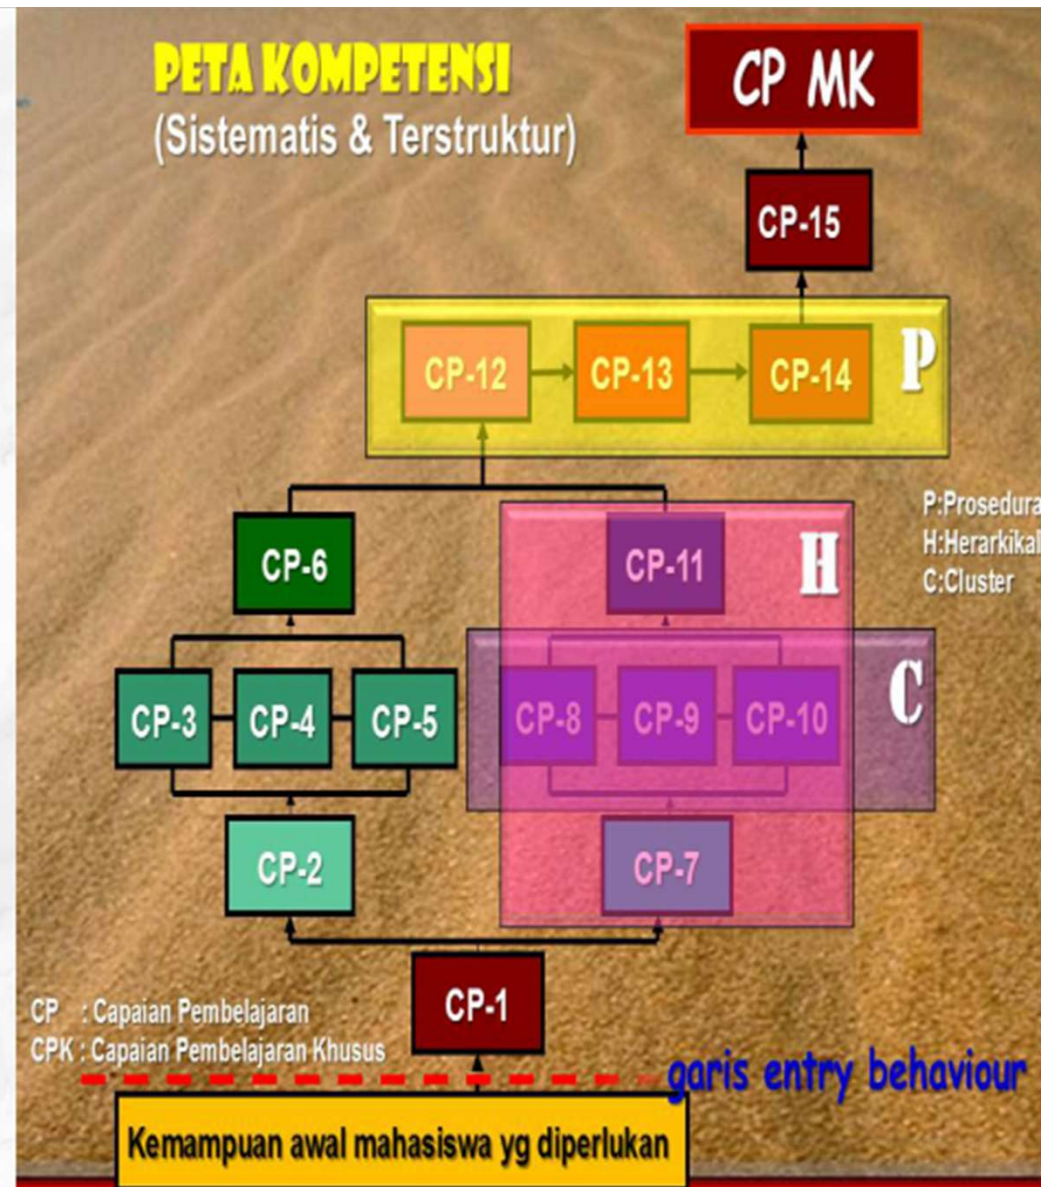 PETA KOMPETENSI
(Sistematis & Terstruktur)
CP MK
CP-15
CP-12
CP-13
CP-14
P
P:Prosedura
H:Herarkikal
C:Cluster
CP-6
CP-11
H
CP-3
CP-4
CP-5
CP-8
CP-9
CP-10
C
CP-2
CP-7
CP-1
CP : Capaian Pembelajaran
CPK : Capaian Pembelajaran Khusus
garis entry behaviour
Kemampuan awal mahasiswa yg diperlukan